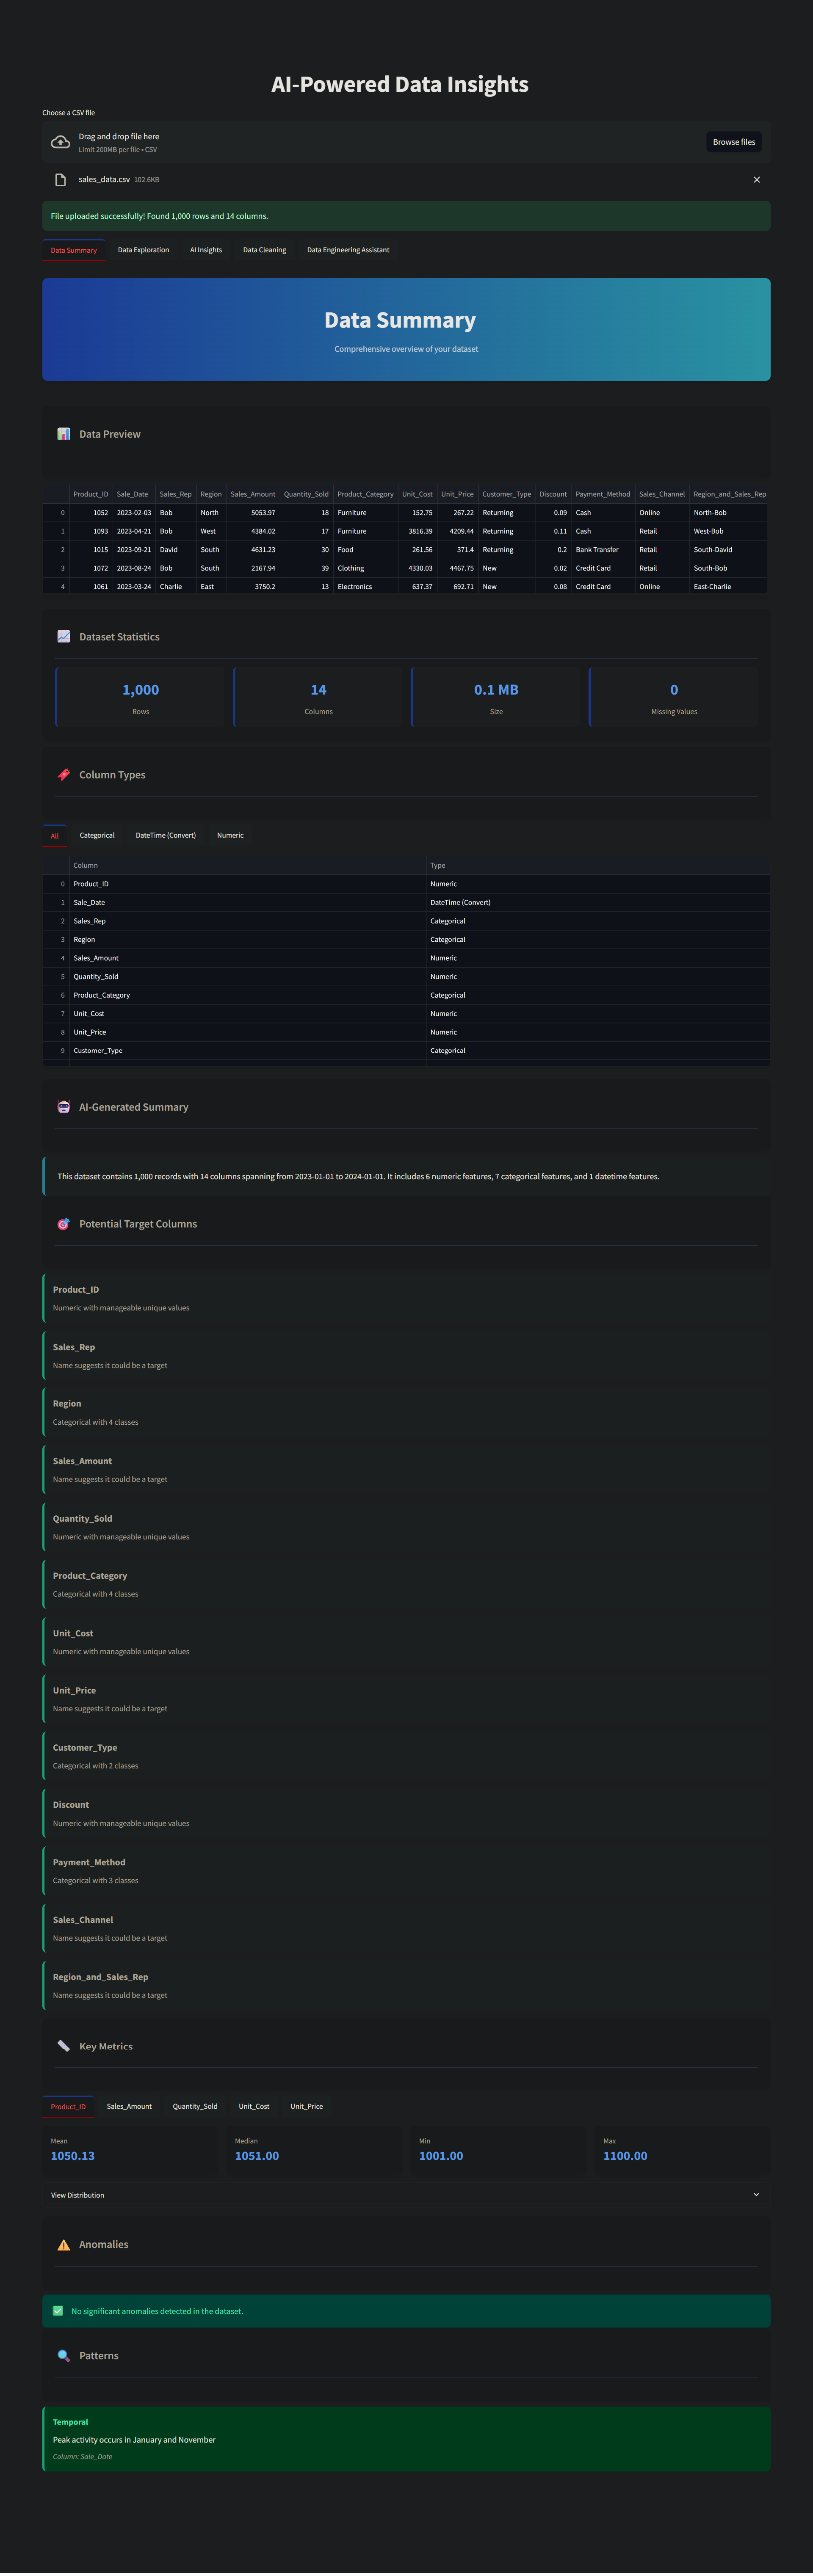 AI-Powered Data Insights
Choose a CSV file
Drag and drop file here
Limit 200MB per file • CSV
Browse files
sales_data.csv 102.6KB
File uploaded successfully! Found 1,000 rows and 14 columns.
Data Summary Data Exploration AI Insights Data Cleaning Data Engineering Assistant
Data Summary
Comprehensive overview of your dataset
Data Preview
Product_ID Sale_Date Sales_Rep Region Sales_Amount Quantity_Sold Product_Category Unit_Cost Unit_Price Customer_Type Discount Payment_Method Sales_Channel Region_and_Sales_Rep
0 1052 2023-02-03 Bob North 5053.97 18 Furniture 152.75 267.22 Returning 0.09 Cash Online North-Bob
1 1093 2023-04-21 Bob West 4384.02 17 Furniture 3816.39 4209.44 Returning 0.11 Cash Retail West-Bob
2 1015 2023-09-21 David South 4631.23 30 Food 261.56 371.4 Returning 0.2 Bank Transfer Retail South-David
3 1072 2023-08-24 Bob South 2167.94 39 Clothing 4330.03 4467.75 New 0.02 Credit Card Retail South-Bob
4 1061 2023-03-24 Charlie East 3750.2 13 Electronics 637.37 692.71 New 0.08 Credit Card Online East-Charlie
Dataset Statistics
1,000 14 0.1 MB 0
Rows Columns Size Missing Values
Column Types
All Categorical DateTime (Convert) Numeric
Column Type
0 Product_ID Numeric
1 Sale_Date DateTime (Convert)
2 Sales_Rep Categorical
3 Region Categorical
4 Sales_Amount Numeric
5 Quantity_Sold Numeric
6 Product_Category Categorical
7 Unit_Cost Numeric
8 Unit_Price Numeric
9 Customer_Type Categorical
AI-Generated Summary
This dataset contains 1,000 records with 14 columns spanning from 2023-01-01 to 2024-01-01. It includes 6 numeric features, 7 categorical features, and 1 datetime features.
Potential Target Columns
Product_ID
Numeric with manageable unique values
Sales_Rep
Name suggests it could be a target
Region
Categorical with 4 classes
Sales_Amount
Name suggests it could be a target
Quantity_Sold
Numeric with manageable unique values
Product_Category
Categorical with 4 classes
Unit_Cost
Numeric with manageable unique values
Unit_Price
Name suggests it could be a target
Customer_Type
Categorical with 2 classes
Discount
Numeric with manageable unique values
Payment_Method
Categorical with 3 classes
Sales_Channel
Name suggests it could be a target
Region_and_Sales_Rep
Name suggests it could be a target
Key Metrics
Product_ID Sales_Amount Quantity_Sold Unit_Cost Unit_Price
Mean Median Min Max
1050.13 1051.00 1001.00 1100.00
View Distribution
Anomalies
No significant anomalies detected in the dataset.
Patterns
Temporal
Peak activity occurs in January and November
Column: Sale_Date